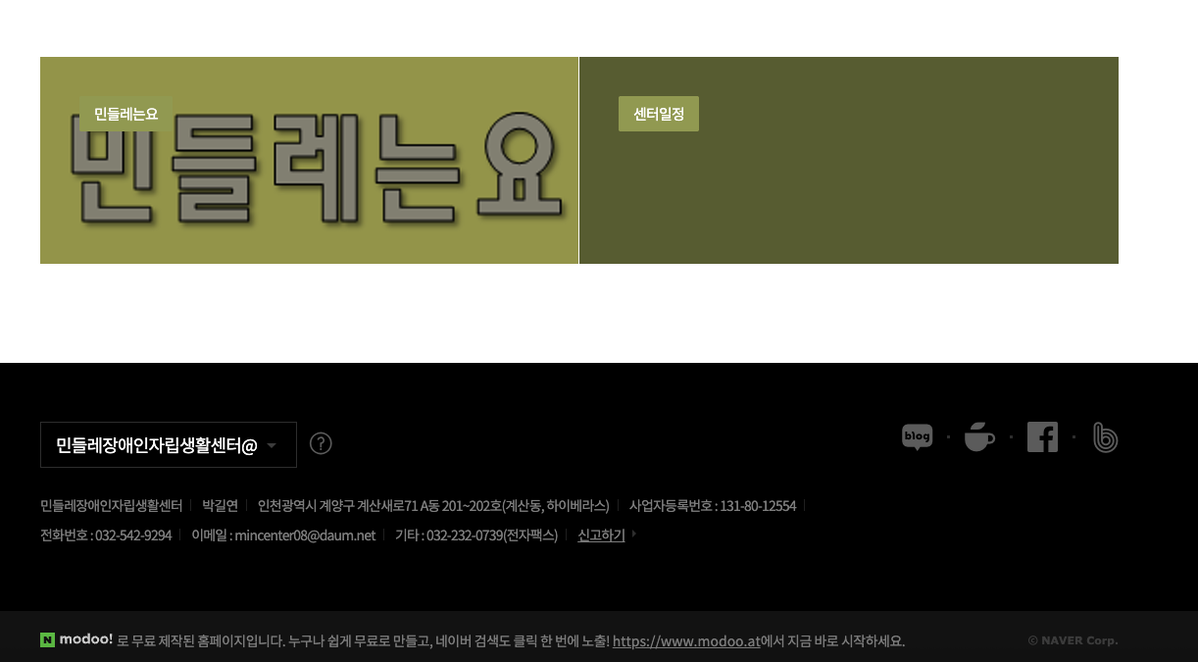 민들레는요
민들레는요
센터일정
민들레장애인자립생활센터@
?
blog
민들레장애인자립생활센터 박길연 인천광역시 계양구 계산새로71 A동 201~202호(계산동, 하이베라스) 사업자등록번호 : 131-80-12554
전화번호 : 032-542-9294 이메일 : mincenter08@daum.net 기타 : 032-232-0739(전자팩스) 신고하기
N modoo! 로 무료 제작된 홈페이지입니다. 누구나 쉽게 무료로 만들고, 네이버 검색도 클릭 한 번에 노출! https://www.modoo.at에서 지금 바로 시작하세요. © NAVER Corp.